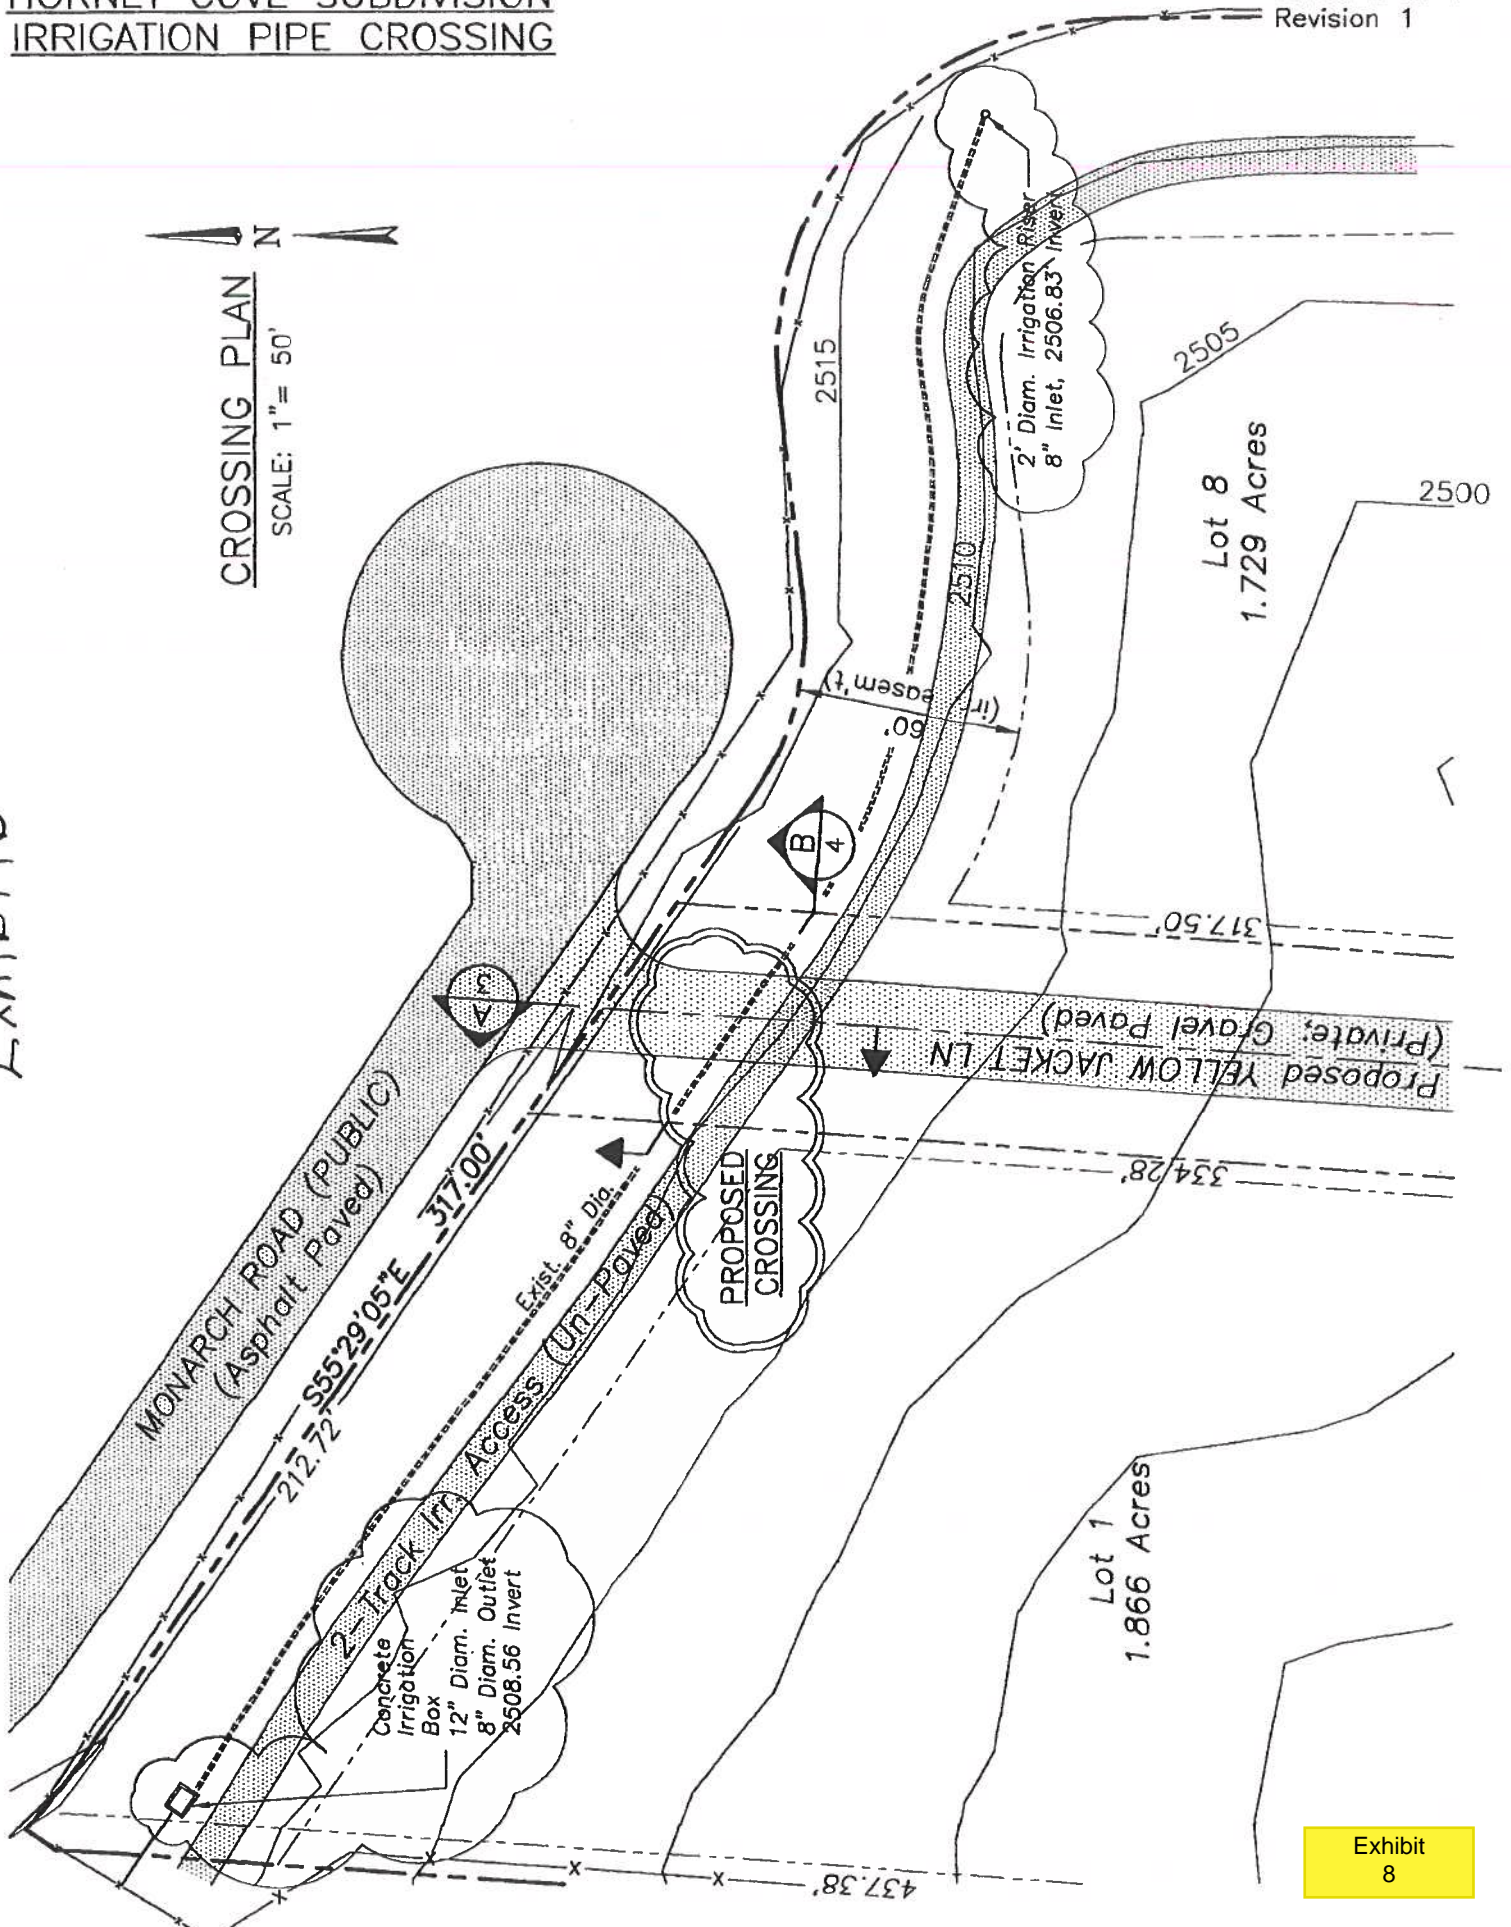 IRRIGATION PIPE CROSSING
Revision 1
N
CROSSING PLAN
SCALE: 1"= 50'
2515
2' Diam. Irrigation Riser
8" Inlet, 2506.83' Invert
2505
2500
Lot 8
1.729 Acres
2510
60'
(irr. easem't)
B
4
A
3
317.50'
Proposed YELLOW JACKET LN
(Private; Gravel Paved)
334.28'
MONARCH ROAD (PUBLIC)
(Asphalt Paved)
S55°29'05"E 317.00'
212.72'
Exist. 8" Dia.
PROPOSED
CROSSING
2-Track Irr. Access (Un-Paved)
Concrete
Irrigation
Box
12" Diam. Inlet
8" Diam. Outlet
2508.56 Invert
Lot 1
1.866 Acres
437.38'
Exhibit
8